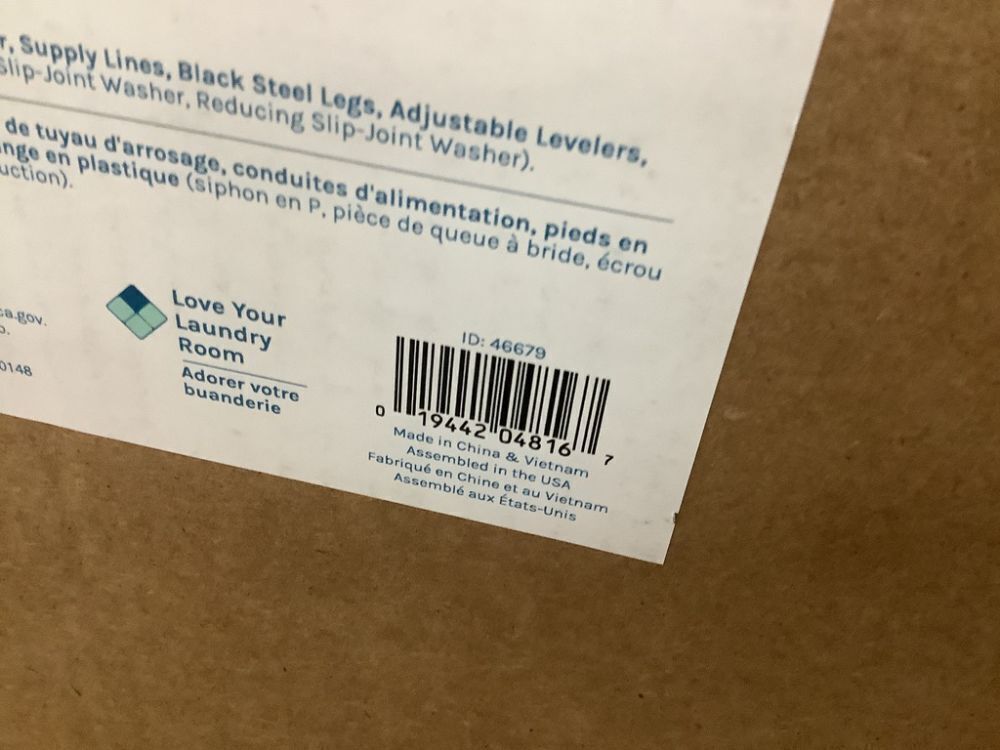 , Supply Lines, Black Steel Legs, Adjustable Levelers,
Slip-Joint Washer, Reducing Slip-Joint Washer).
de tuyau d'arrosage, conduites d'alimentation, pieds en
en plastique (siphon en P, pièce de queue à bride, écrou
uction).
ca.gov.
0148
Love Your
Laundry
Room
Adorer votre
buanderie
ID: 46679
0 19442 04816 7
Made in China & Vietnam
Assembled in the USA
Fabriqué en Chine et au Vietnam
Assemblé aux États-Unis